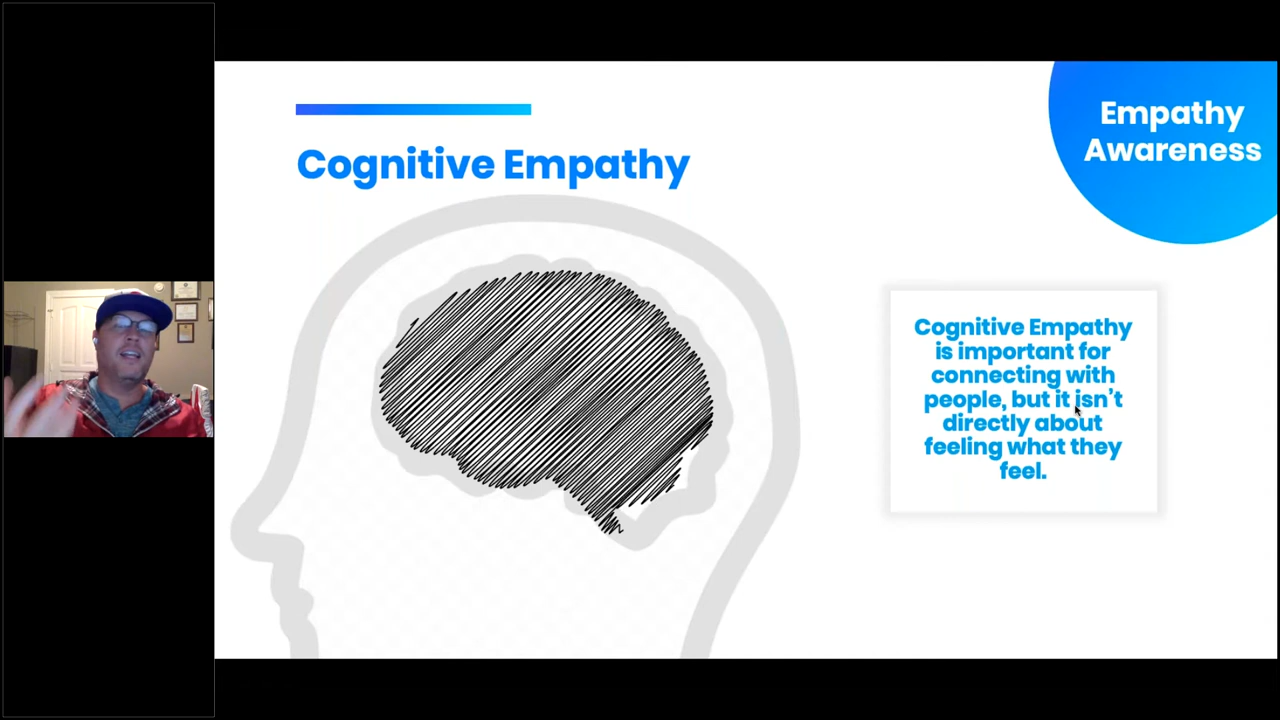 Empathy
Awareness
Cognitive Empathy
Cognitive Empathy
is important for
connecting with
people, but it isn't
directly about
feeling what they
feel.